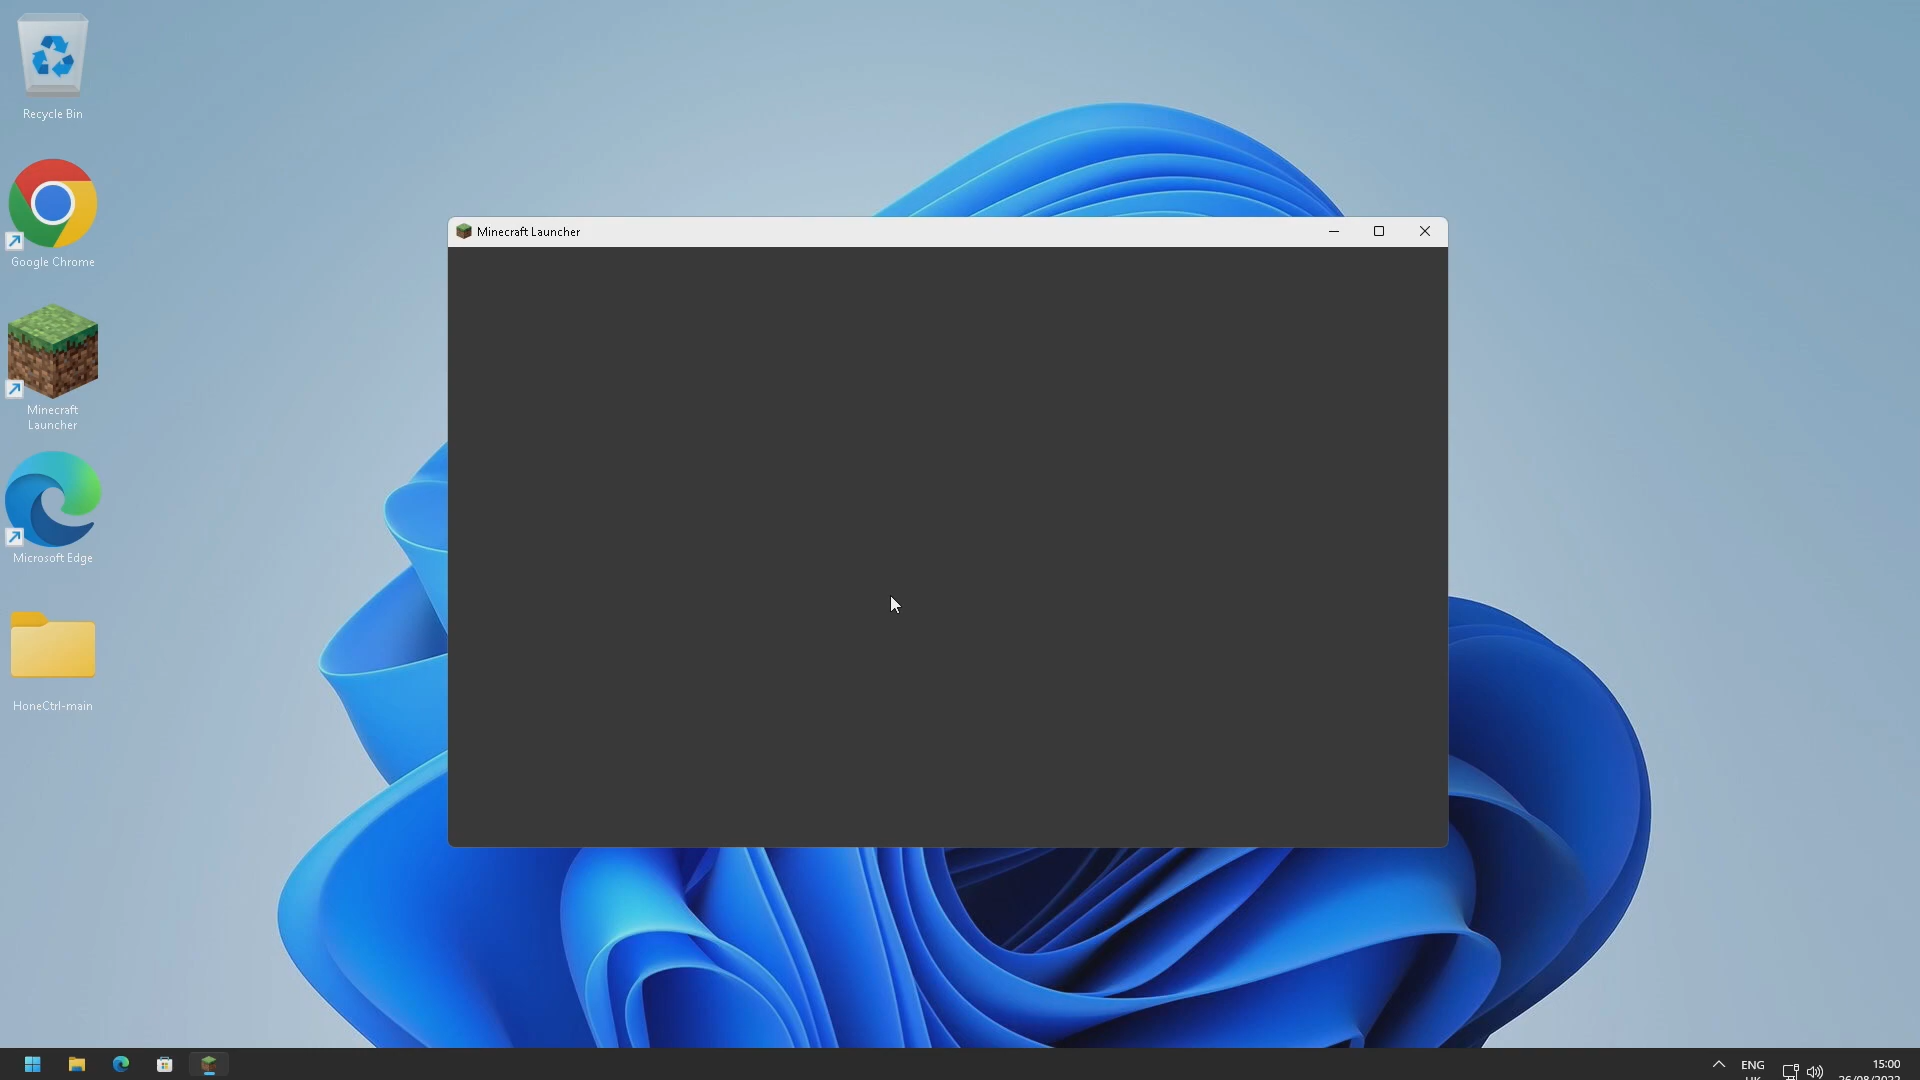 Recycle Bin
Google Chrome
Minecraft
Launcher
Microsoft Edge
HoneCtrl-main
Minecraft Launcher
ENG
15:00